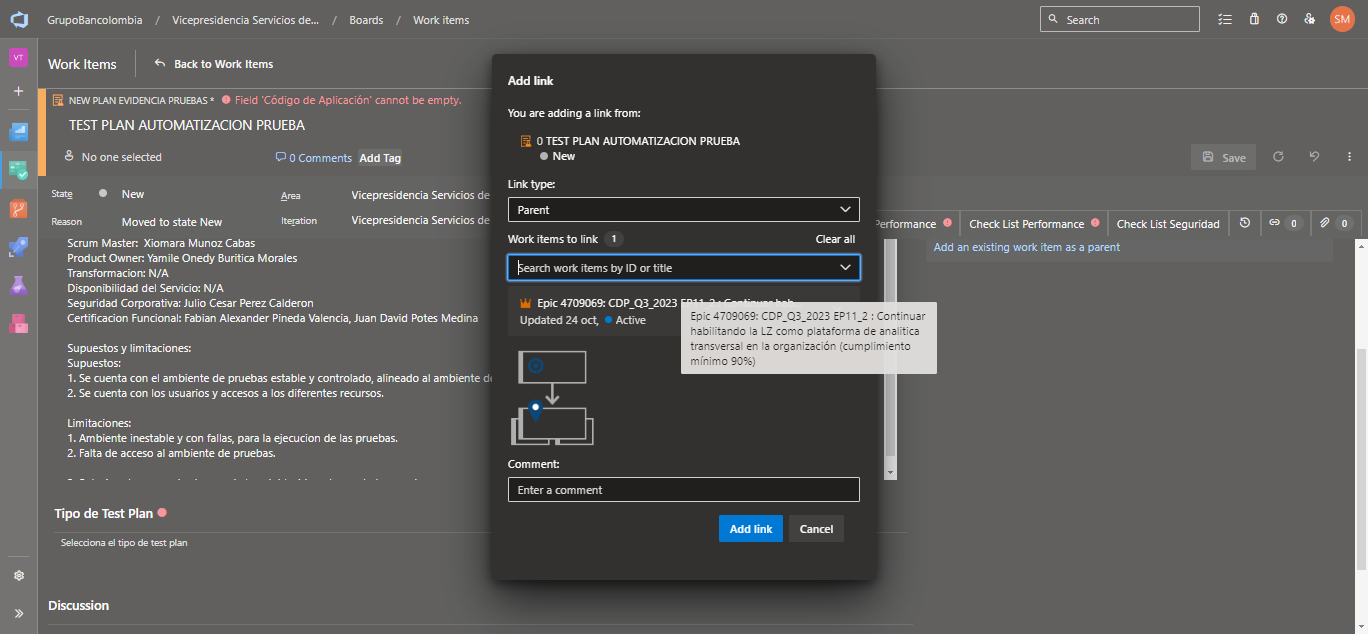 GrupoBancolombia / Vicepresidencia Servicios de... / Boards / Work items
Search
SM
VT
Work Items
Back to Work Items
NEW PLAN EVIDENCIA PRUEBAS * Field 'Código de Aplicación' cannot be empty.
TEST PLAN AUTOMATIZACION PRUEBA
No one selected
0 Comments
Add Tag
Save
State
New
Area
Vicepresidencia Servicios de
Reason
Moved to state New
Iteration
Vicepresidencia Servicios de
Performance
Check List Performance
Check List Seguridad
0
0
Add an existing work item as a parent
Scrum Master: Xiomara Munoz Cabas
Product Owner: Yamile Onedy Buritica Morales
Transformacion: N/A
Disponibilidad del Servicio: N/A
Seguridad Corporativa: Julio Cesar Perez Calderon
Certificacion Funcional: Fabian Alexander Pineda Valencia, Juan David Potes Medina
Supuestos y limitaciones:
Supuestos:
1. Se cuenta con el ambiente de pruebas estable y controlado, alineado al ambiente de
2. Se cuenta con los usuarios y accesos a los diferentes recursos.
Limitaciones:
1. Ambiente inestable y con fallas, para la ejecucion de las pruebas.
2. Falta de acceso al ambiente de pruebas.
Tipo de Test Plan
Selecciona el tipo de test plan
Discussion
Add link
You are adding a link from:
0 TEST PLAN AUTOMATIZACION PRUEBA
New
Link type:
Parent
Work items to link 1
Clear all
Search work items by ID or title
Epic 4709069: CDP_Q3_2023 EP11_2 : Continuar hab
Updated 24 oct, Active
Epic 4709069: CDP_Q3_2023 EP11_2 : Continuar
habilitando la LZ como plataforma de analitica
transversal en la organización (cumplimiento
mínimo 90%)
Comment:
Enter a comment
Add link
Cancel